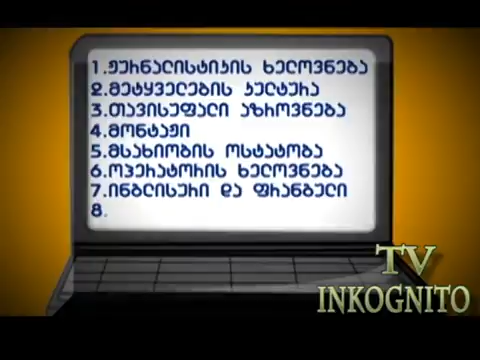 1.ჟურნალისტიკის ხელოვნება
2.მეტყველების კულტურა
3.თავისუფალი აზროვნება
4.მონტაჟი
5.მსახიობის ოსტატობა
6.ოპერატორის ხელოვნება
7.ინგლისური და ფრანგული
8.
TV
INKOGNITO